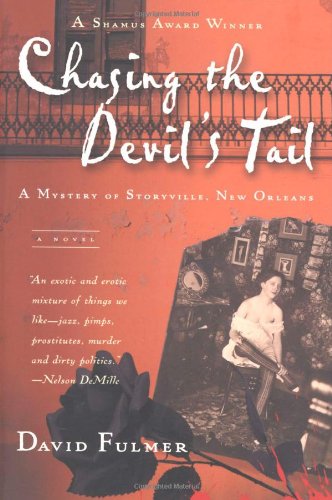 A Shamus Award Winner
Chasing the
Devil's Tail
A Mystery of Storyville, New Orleans
A NOVEL
"An exotic and erotic
mixture of things we
like—jazz, pimps,
prostitutes, murder
and dirty politics."
—Nelson DeMille
David Fulmer